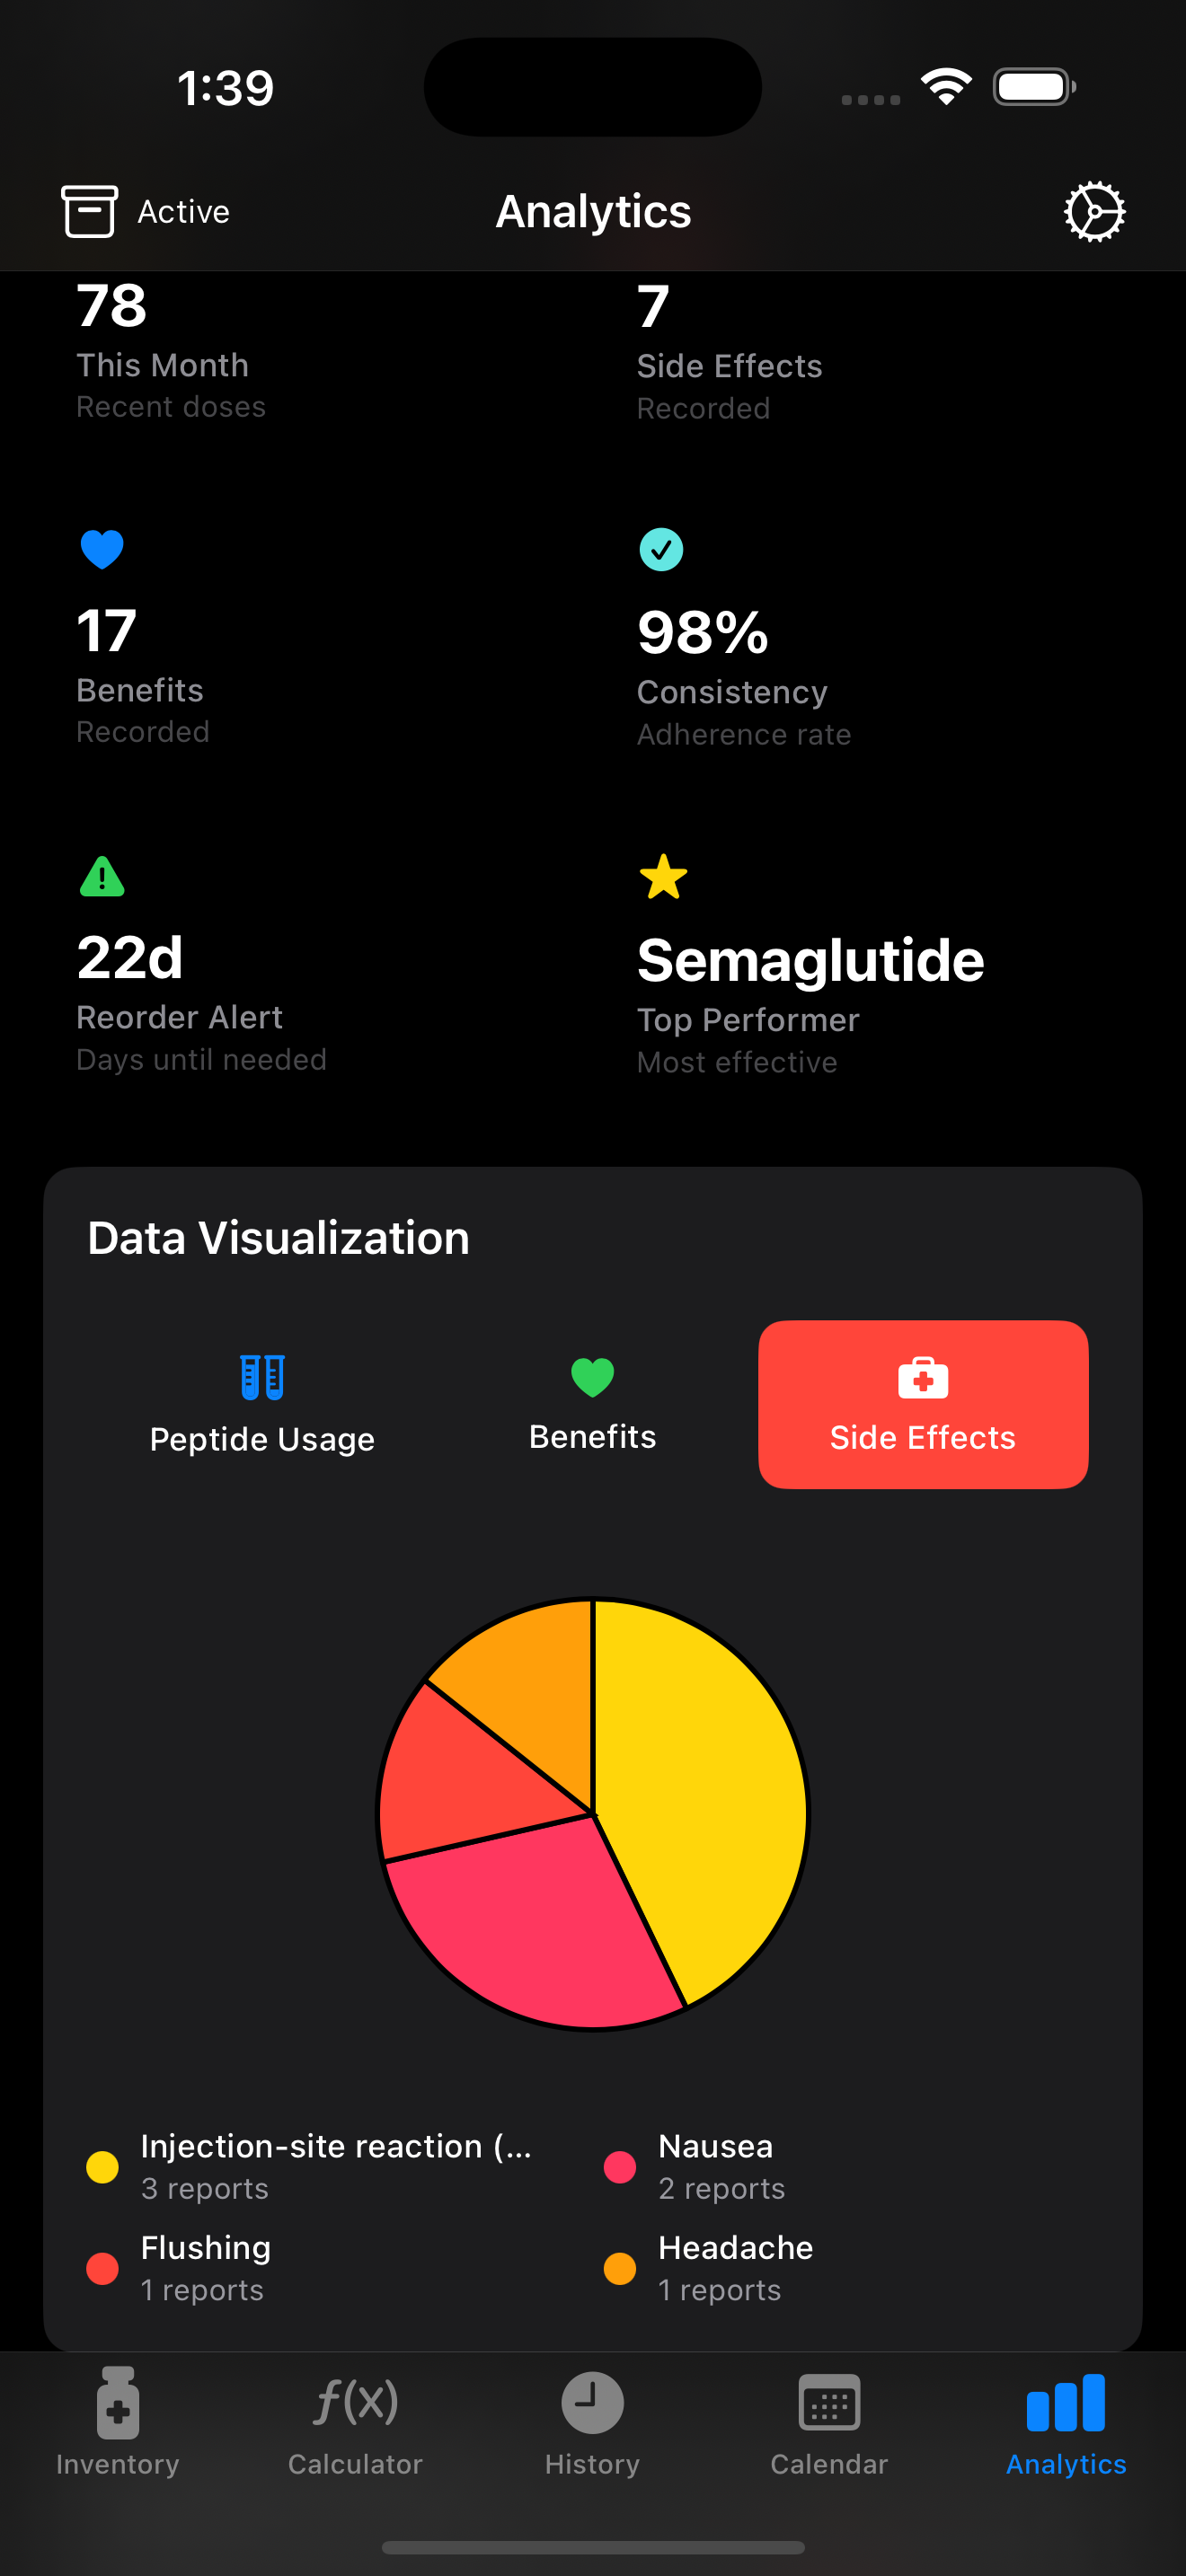 1:39
Active
Analytics
78
7
This Month
Side Effects
Recent doses
Recorded
17
98%
Benefits
Consistency
Recorded
Adherence rate
22d
Semaglutide
Reorder Alert
Top Performer
Days until needed
Most effective
Data Visualization
Peptide Usage
Benefits
Side Effects
Injection-site reaction (...
3 reports
Nausea
2 reports
Flushing
1 reports
Headache
1 reports
f(x)
Inventory
Calculator
History
Calendar
Analytics